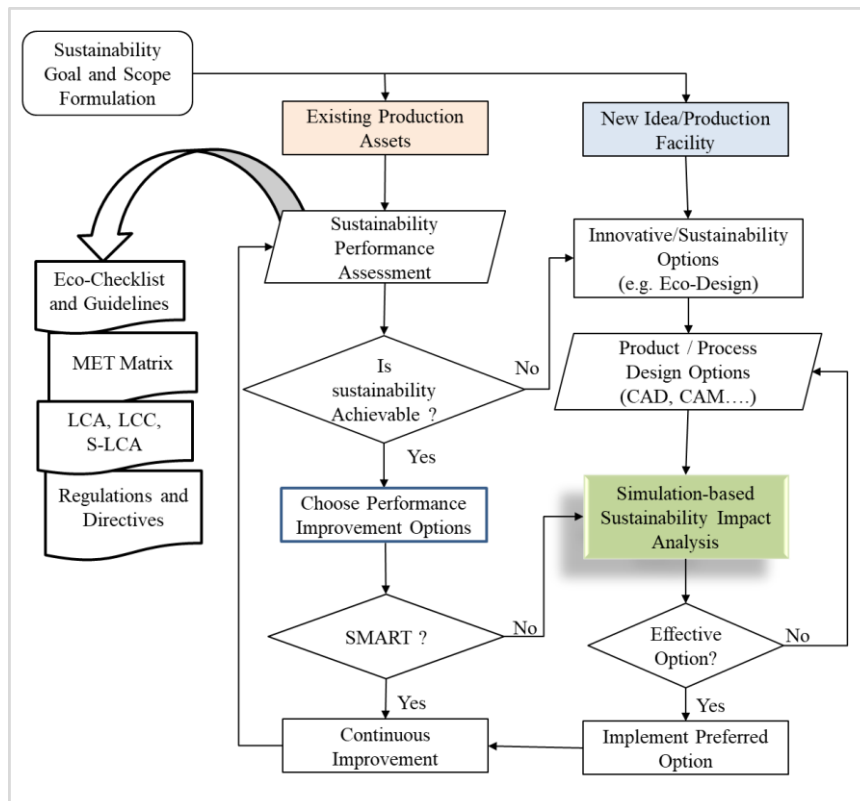 Sustainability
Goal and Scope
Formulation
Existing Production
Assets
New Idea/Production
Facility
Sustainability
Performance
Assessment
Innovative/Sustainability
Options
(e.g. Eco-Design)
Eco-Checklist
and Guidelines
MET Matrix
LCA, LCC,
S-LCA
Regulations and
Directives
Is
sustainability
Achievable ?
No
Yes
Product / Process
Design Options
(CAD, CAM….)
Choose Performance
Improvement Options
Simulation-based
Sustainability Impact
Analysis
SMART ?
No
Yes
Effective
Option?
No
Yes
Continuous
Improvement
Implement Preferred
Option